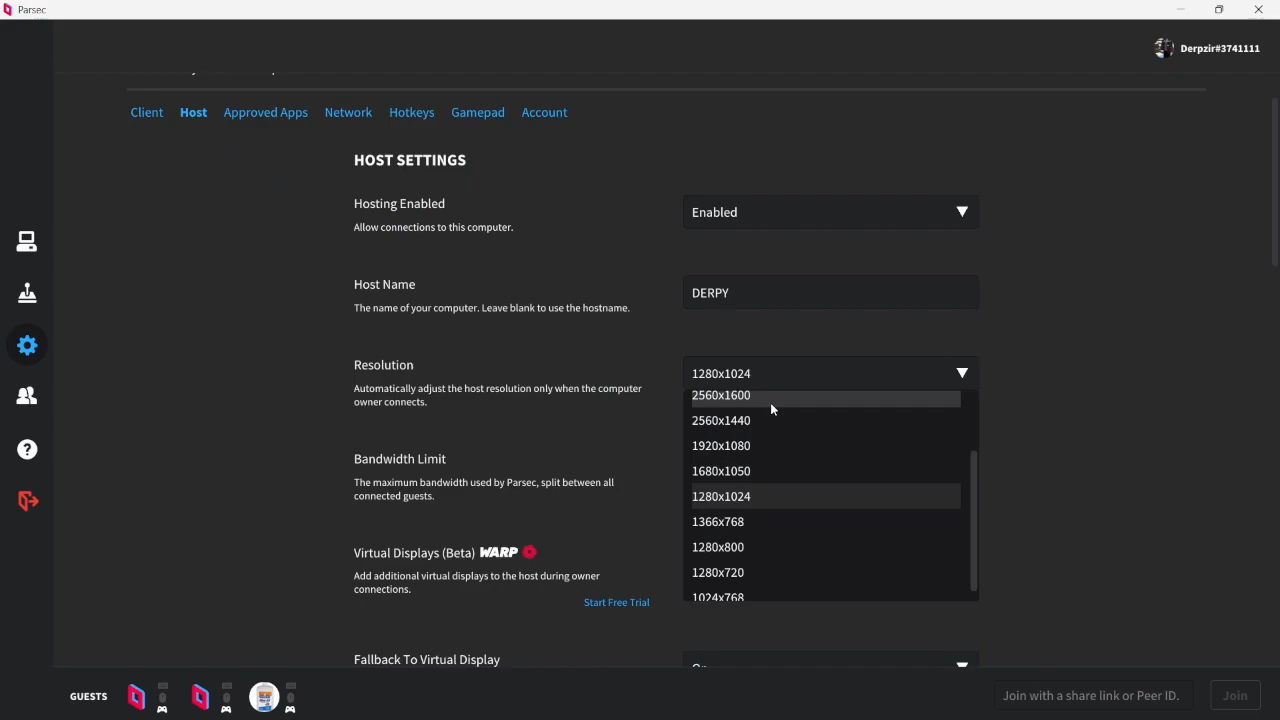 Parsec
Derpzir#3741111
Client Host Approved Apps Network Hotkeys Gamepad Account
HOST SETTINGS
Hosting Enabled
Allow connections to this computer.
Enabled
Host Name
The name of your computer. Leave blank to use the hostname.
DERPY
Resolution
Automatically adjust the host resolution only when the computer
owner connects.
1280x1024
2560x1600
2560x1440
1920x1080
1680x1050
1280x1024
1366x768
1280x800
1280x720
1024x768
Bandwidth Limit
The maximum bandwidth used by Parsec, split between all
connected guests.
Virtual Displays (Beta) WARP
Add additional virtual displays to the host during owner
connections.
Start Free Trial
Fallback To Virtual Display
GUESTS
Join with a share link or Peer ID.
Join